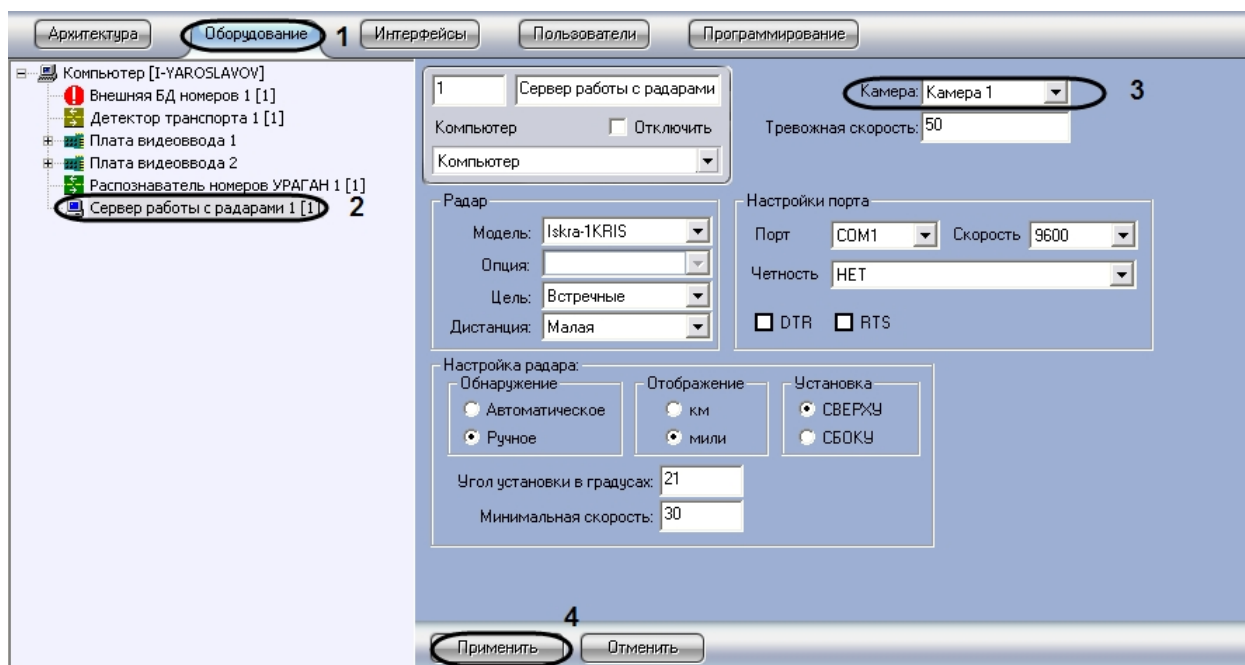 Архитектура Оборудование 1 Интерфейсы Пользователи Программирование
Компьютер [I-YAROSLAVOV]
Внешняя БД номеров 1 [1]
Детектор транспорта 1 [1]
Плата видеоввода 1
Плата видеоввода 2
Распознаватель номеров УРАГАН 1 [1]
Сервер работы с радарами 1 [1] 2
1 Сервер работы с радарами
Компьютер Отключить
Компьютер
Камера: Камера 1 3
Тревожная скорость: 50
Радар
Модель: Iskra-1KRIS
Опция:
Цель: Встречные
Дистанция: Малая
Настройки порта
Порт COM1 Скорость 9600
Четность НЕТ
DTR RTS
Настройка радара:
Обнаружение Отображение Установка
Автоматическое км СВЕРХУ
Ручное мили СБОКУ
Угол установки в градусах: 21
Минимальная скорость: 30
4
Применить Отменить